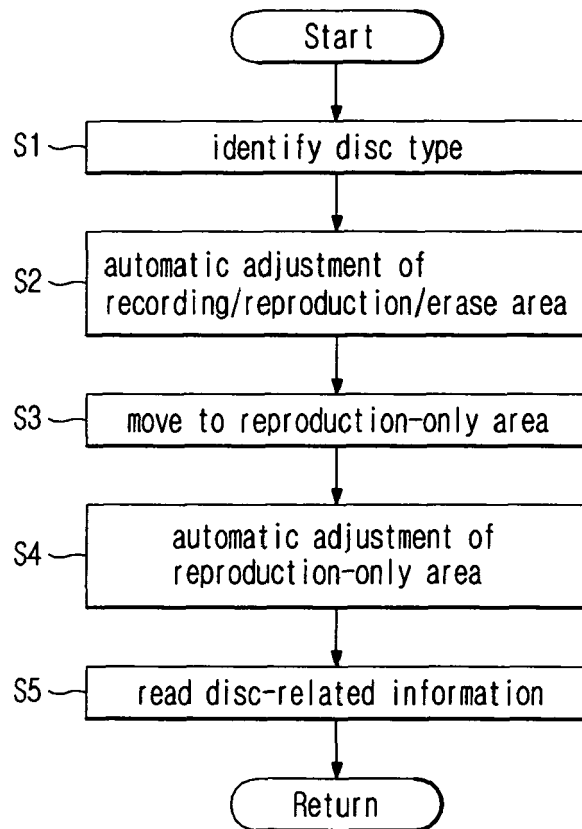 Start
S1 identify disc type
S2 automatic adjustment of
recording/reproduction/erase area
S3 move to reproduction-only area
S4 automatic adjustment of
reproduction-only area
S5 read disc-related information
Return